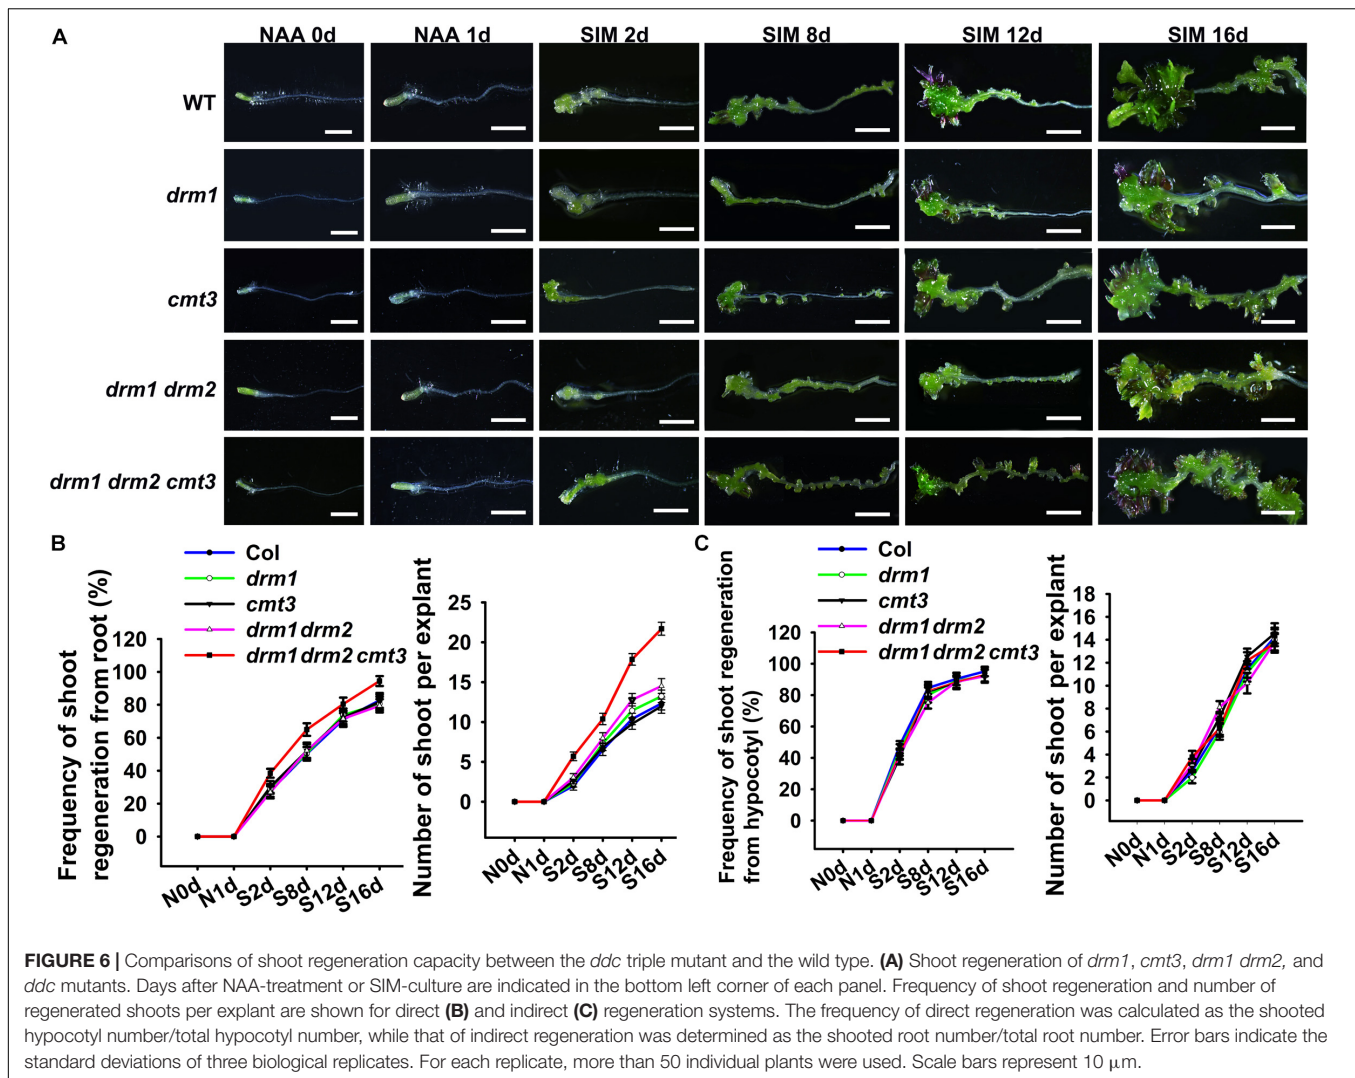 A
NAA 0d NAA 1d SIM 2d SIM 8d SIM 12d SIM 16d
WT
drm1
cmt3
drm1 drm2
drm1 drm2 cmt3
B
Frequency of shoot
regeneration from root (%)
120
100
80
60
40
20
0
N0d N1d S2d S8d S12d S16d
Col
drm1
cmt3
drm1 drm2
drm1 drm2 cmt3
Number of shoot per explant
25
20
15
10
5
0
N0d N1d S2d S8d S12d S16d
C
Frequency of shoot regeneration
from hypocotyl (%)
120
100
80
60
40
20
0
N0d N1d S2d S8d S12d S16d
Col
drm1
cmt3
drm1 drm2
drm1 drm2 cmt3
Number of shoot per explant
18
16
14
12
10
8
6
4
2
0
N0d N1d S2d S8d S12d S16d
FIGURE 6 | Comparisons of shoot regeneration capacity between the ddc triple mutant and the wild type. (A) Shoot regeneration of drm1, cmt3, drm1 drm2, and
ddc mutants. Days after NAA-treatment or SIM-culture are indicated in the bottom left corner of each panel. Frequency of shoot regeneration and number of
regenerated shoots per explant are shown for direct (B) and indirect (C) regeneration systems. The frequency of direct regeneration was calculated as the shooted
hypocotyl number/total hypocotyl number, while that of indirect regeneration was determined as the shooted root number/total root number. Error bars indicate the
standard deviations of three biological replicates. For each replicate, more than 50 individual plants were used. Scale bars represent 10 μm.